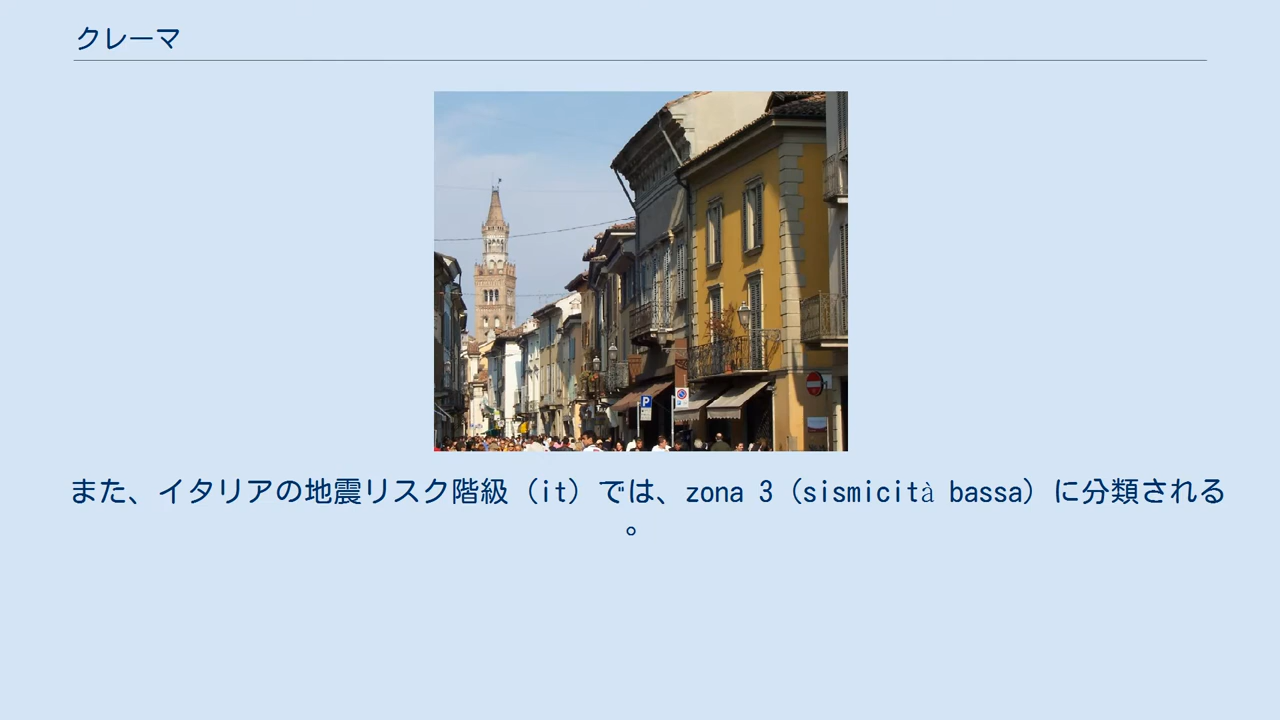 クレーマ
P
また、イタリアの地震リスク階級（it）では、zona 3（sismicità bassa）に分類される
。